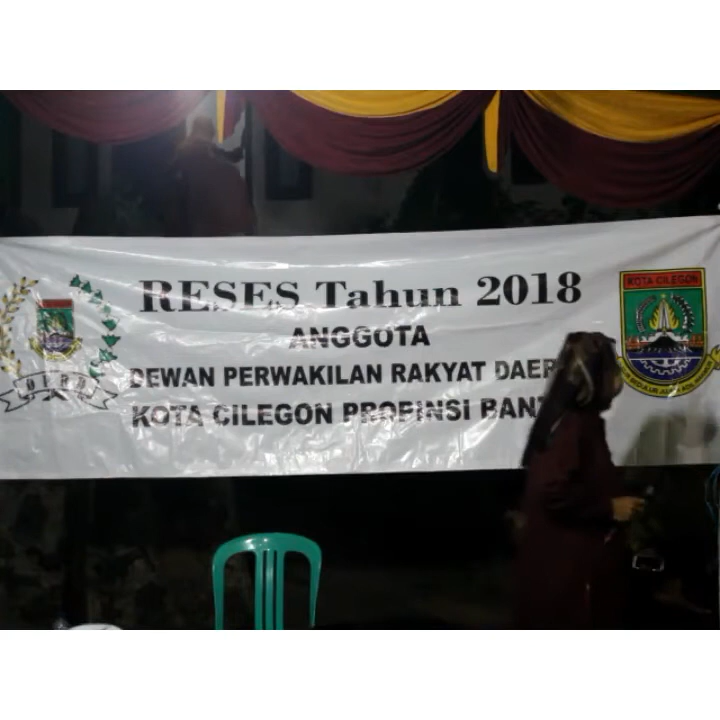 RESES Tahun 2018
ANGGOTA
DEWAN PERWAKILAN RAKYAT
KOTA CILEGON PROPINSI
DPRD
KOTA CILEGON